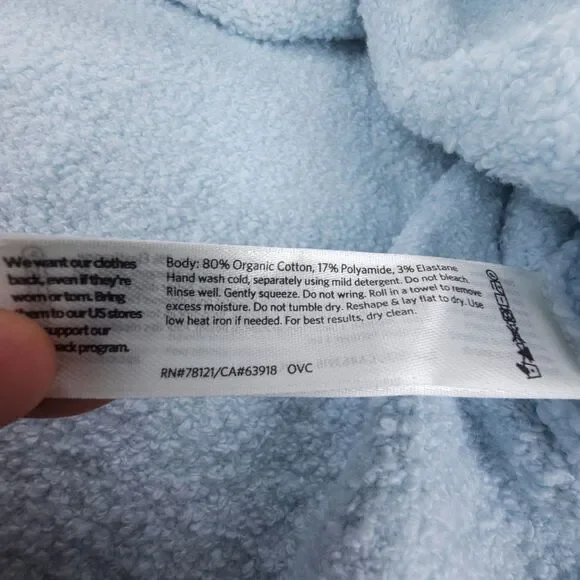 We want our clothes
back, even if they're
worn or torn. Bring
them to our US stores
support our
back program.
Body: 80% Organic Cotton, 17% Polyamide, 3% Elastane
Hand wash cold, separately using mild detergent. Do not bleach.
Rinse well. Gently squeeze. Do not wring. Roll in a towel to remove
excess moisture. Do not tumble dry. Reshape & lay flat to dry. Use
low heat iron if needed. For best results, dry clean.
RN#78121/CA#63918 OVC